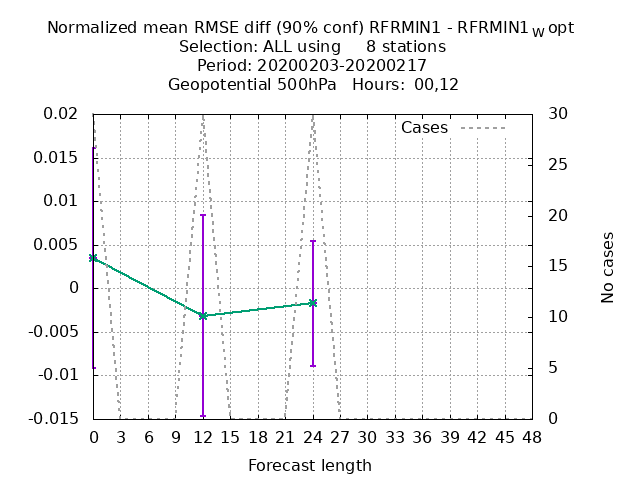 Normalized mean RMSE diff (90% conf) RFRMIN1 - RFRMIN1 W opt
Selection: ALL using 8 stations
Period: 20200203-20200217
Geopotential 500hPa Hours: 00,12
Cases
0.02
0.015
0.01
0.005
0
-0.005
-0.01
-0.015
30
25
20
15
10
5
0
No cases
0 3 6 9 12 15 18 21 24 27 30 33 36 39 42 45 48
Forecast length